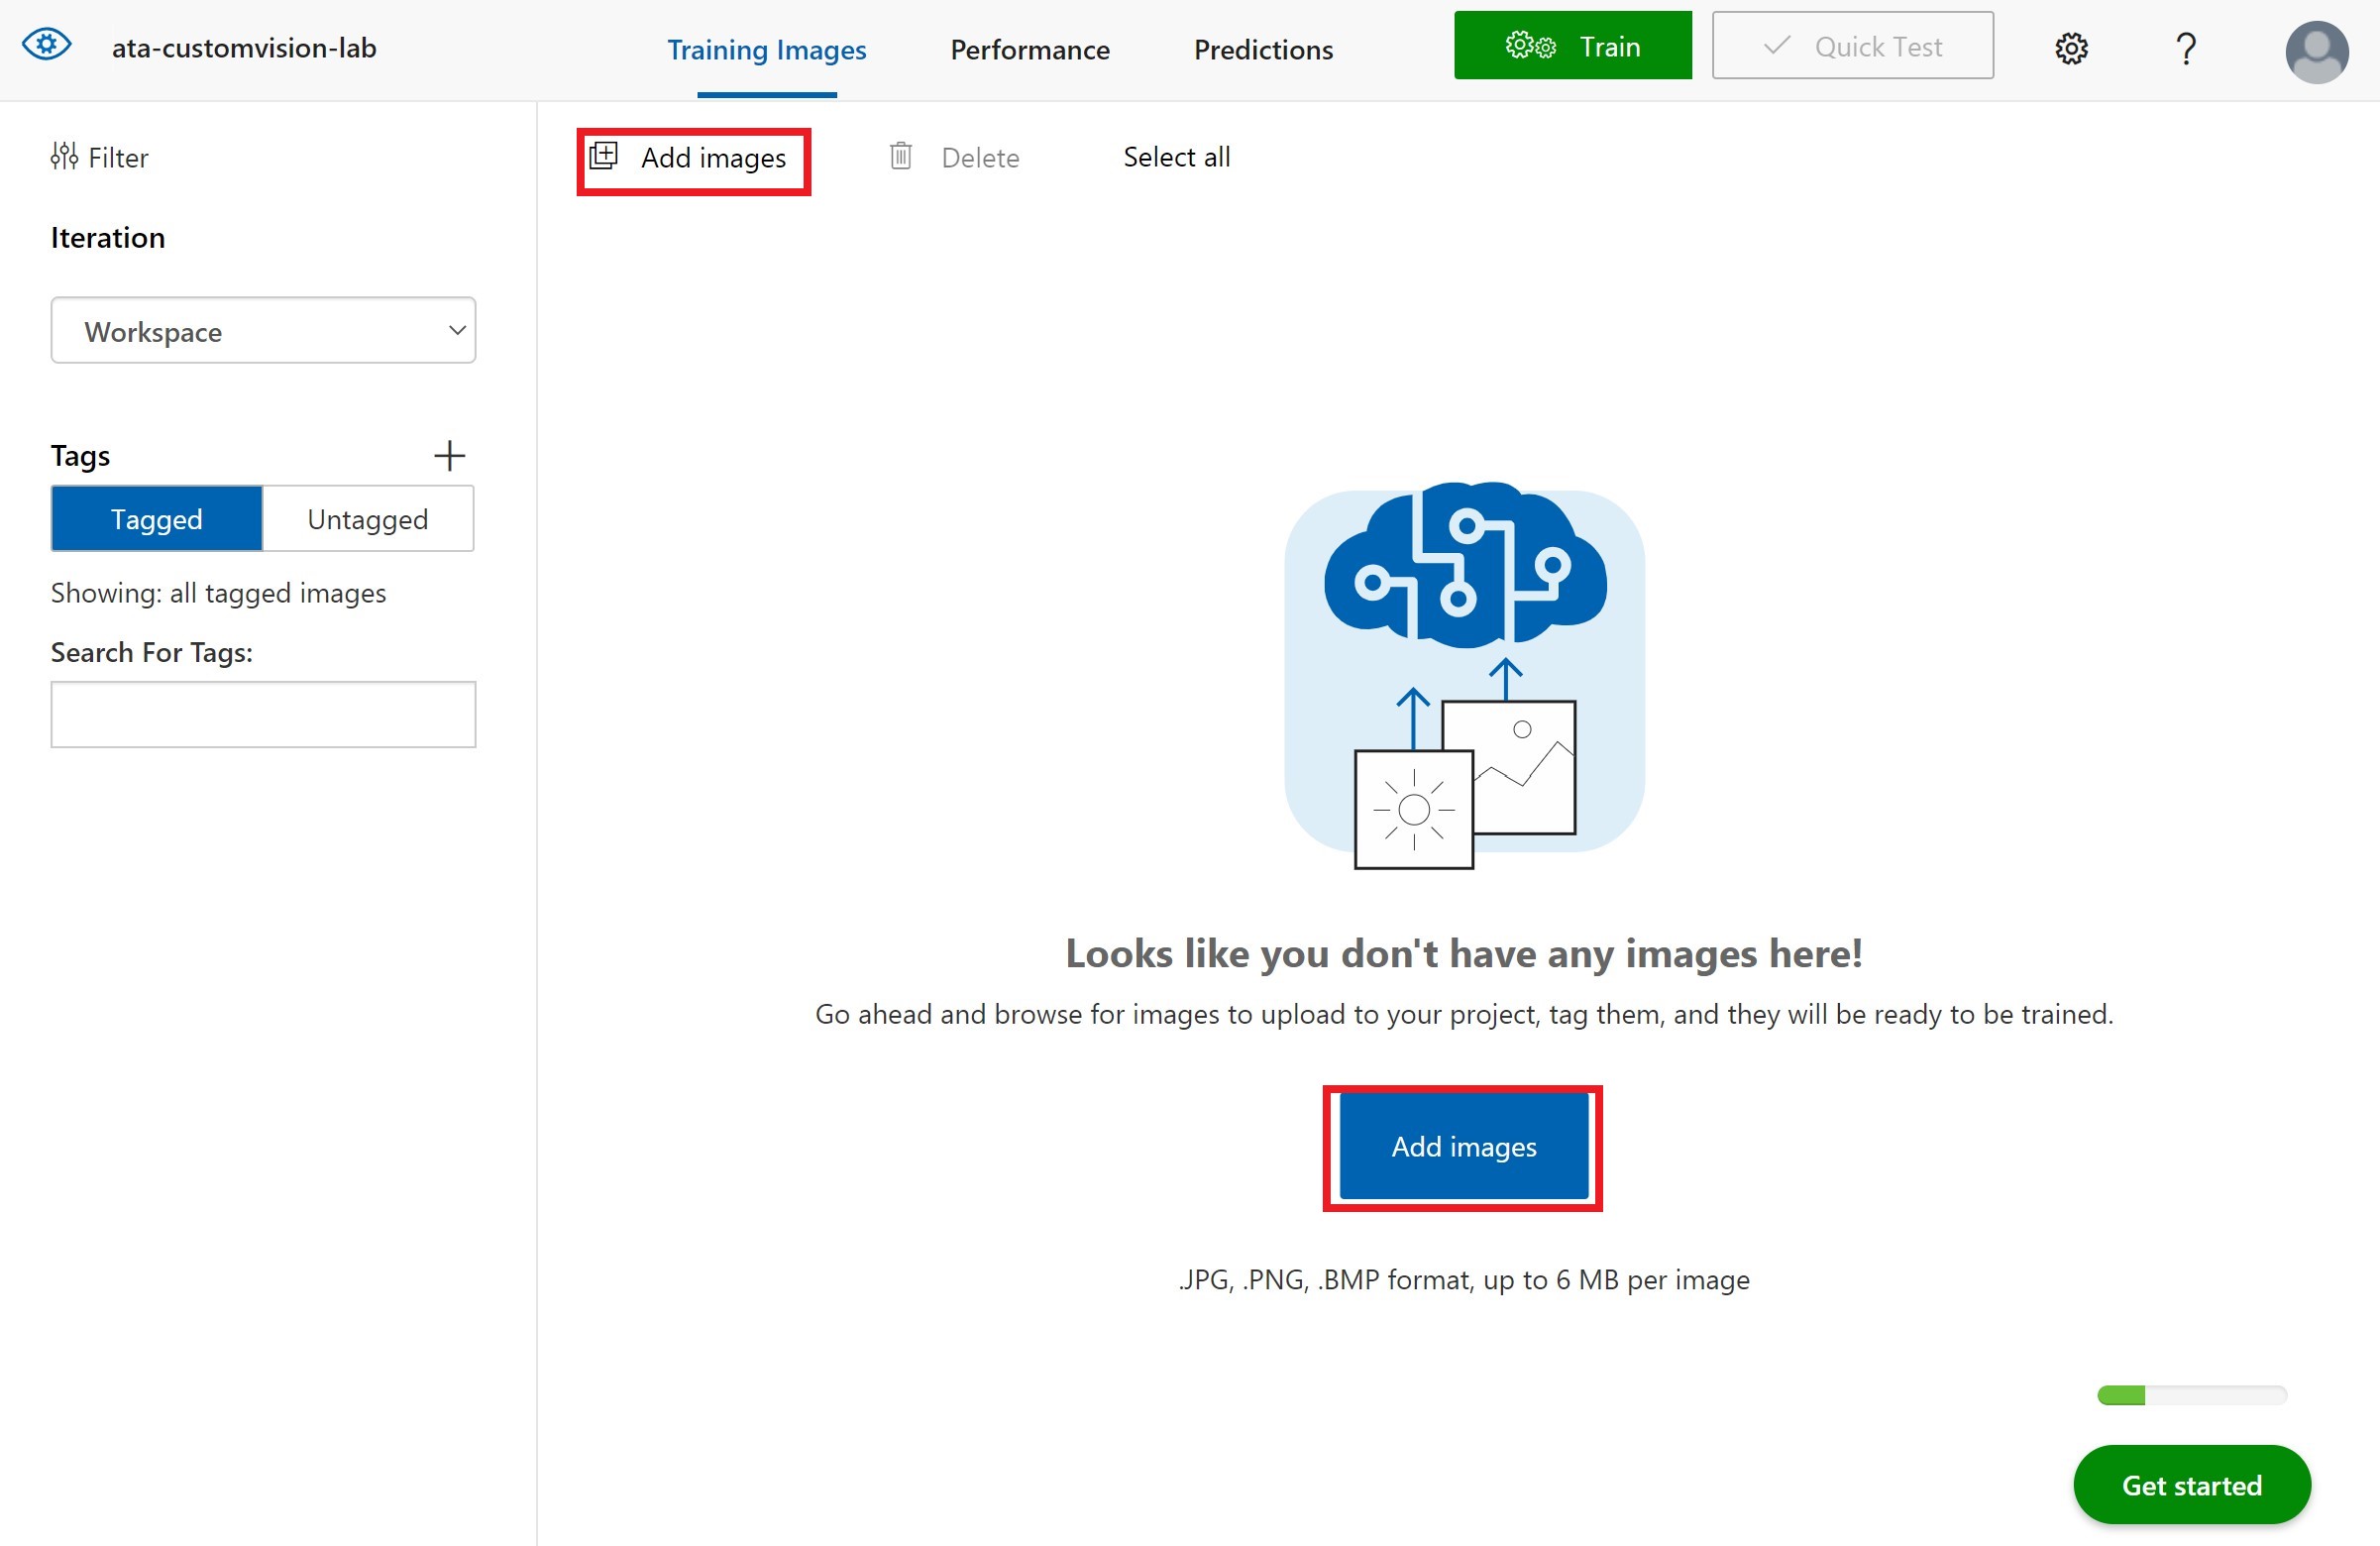 ata-customvision-lab
Training Images
Performance
Predictions
Train
Quick Test
?
Filter
Iteration
Workspace
Tags
Tagged
Untagged
Showing: all tagged images
Search For Tags:
Add images
Delete
Select all
Looks like you don't have any images here!
Go ahead and browse for images to upload to your project, tag them, and they will be ready to be trained.
Add images
.JPG, .PNG, .BMP format, up to 6 MB per image
Get started